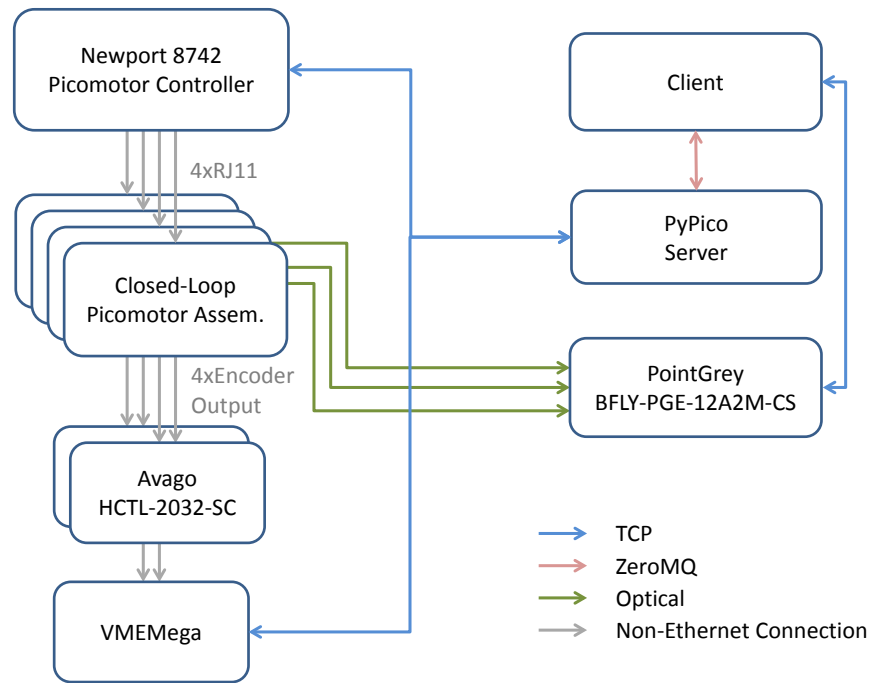 Newport 8742
Picomotor Controller
Client
4xRJ11
PyPico
Server
Closed-Loop
Picomotor Assem.
4xEncoder
Output
PointGrey
BFLY-PGE-12A2M-CS
Avago
HCTL-2032-SC
VMEMega
TCP
ZeroMQ
Optical
Non-Ethernet Connection